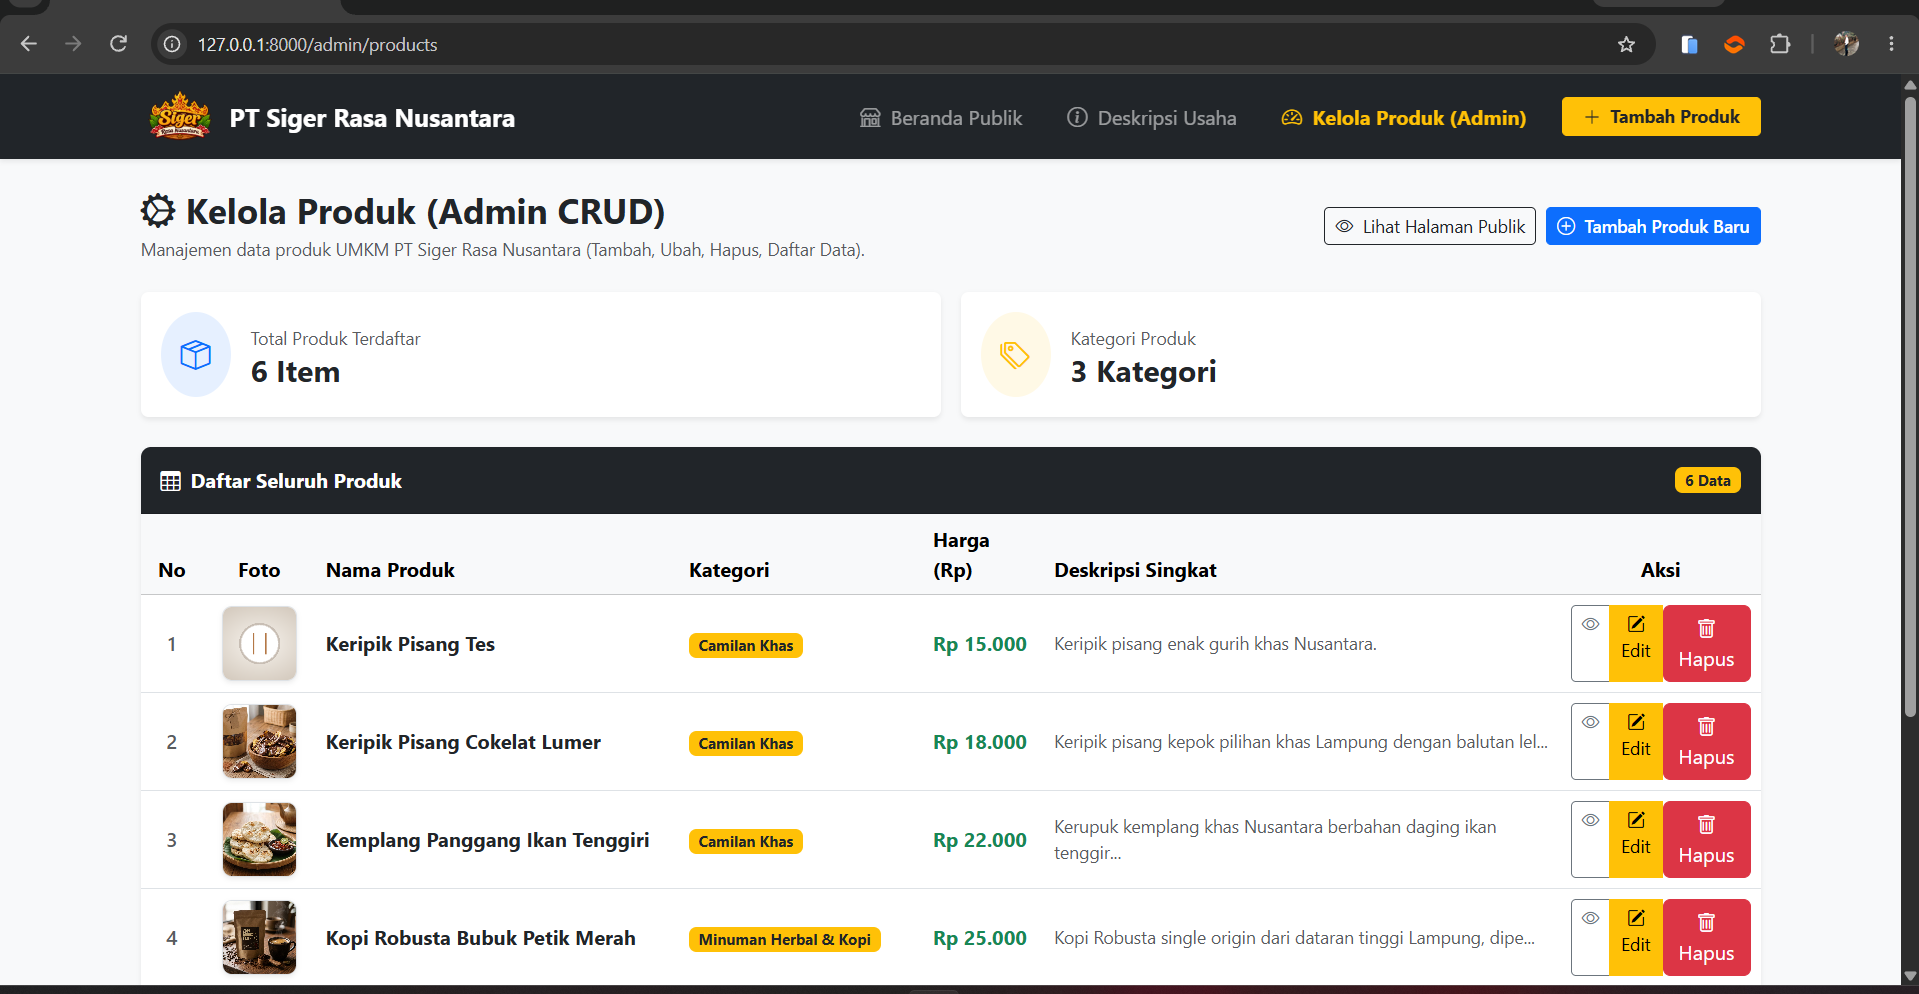 127.0.0.1:8000/admin/products
Siger
Rasa Nusantara
PT Siger Rasa Nusantara
Beranda Publik
Deskripsi Usaha
Kelola Produk (Admin)
Tambah Produk
Kelola Produk (Admin CRUD)
Manajemen data produk UMKM PT Siger Rasa Nusantara (Tambah, Ubah, Hapus, Daftar Data).
Lihat Halaman Publik
Tambah Produk Baru
Total Produk Terdaftar
6 Item
Kategori Produk
3 Kategori
Daftar Seluruh Produk
6 Data
No
Foto
Nama Produk
Kategori
Harga
(Rp)
Deskripsi Singkat
Aksi
1
Keripik Pisang Tes
Camilan Khas
Rp 15.000
Keripik pisang enak gurih khas Nusantara.
Edit
Hapus
2
Keripik Pisang Cokelat Lumer
Camilan Khas
Rp 18.000
Keripik pisang kepok pilihan khas Lampung dengan balutan lel...
Edit
Hapus
3
Kemplang Panggang Ikan Tenggiri
Camilan Khas
Rp 22.000
Kerupuk kemplang khas Nusantara berbahan daging ikan
tenggir...
Edit
Hapus
4
Kopi Robusta Bubuk Petik Merah
Minuman Herbal & Kopi
Rp 25.000
Kopi Robusta single origin dari dataran tinggi Lampung, dipe...
Edit
Hapus